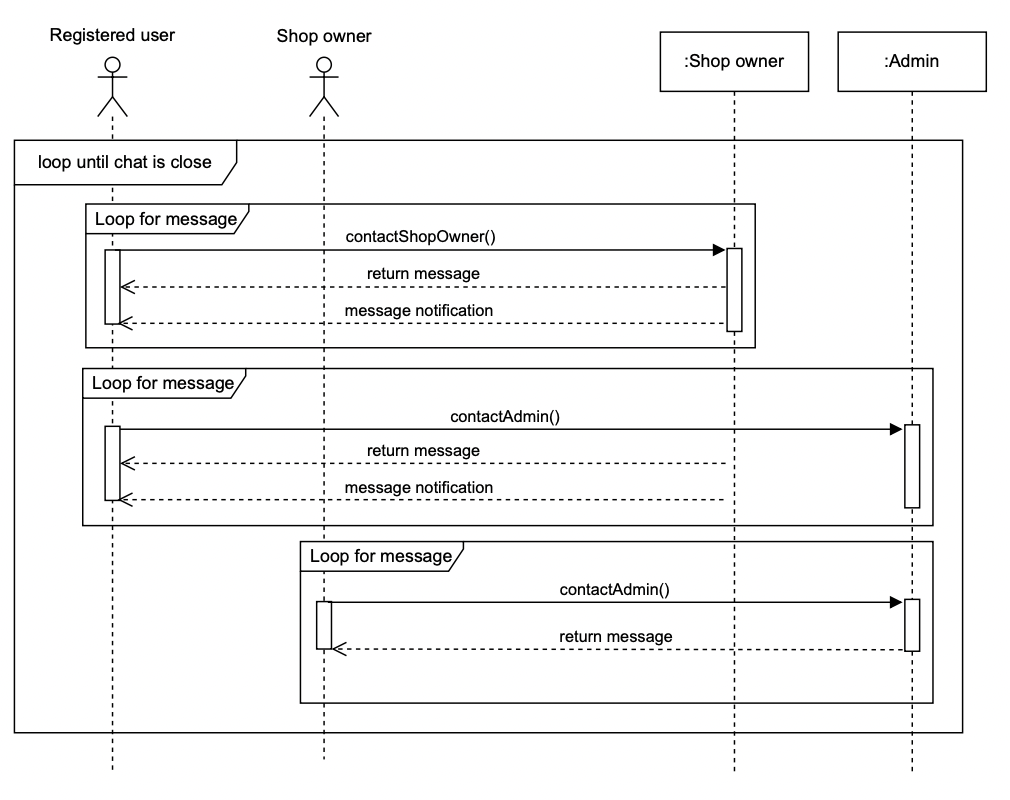 Registered user
Shop owner
:Shop owner
:Admin
loop until chat is close
Loop for message
contactShopOwner()
return message
message notification
Loop for message
contactAdmin()
return message
message notification
Loop for message
contactAdmin()
return message